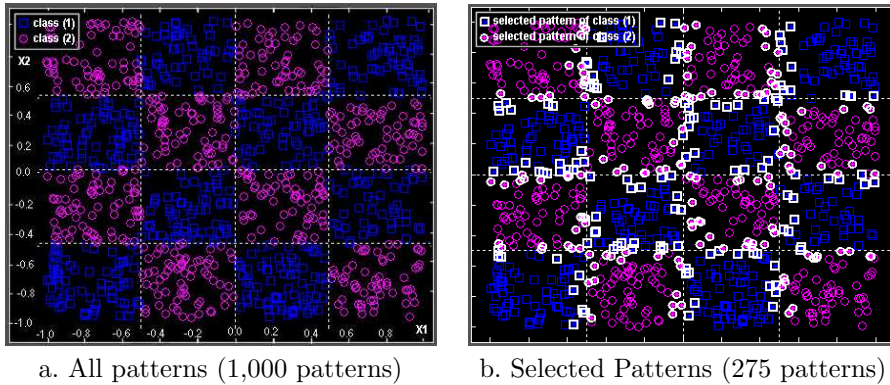 class (1)
class (2)
X2
0.6
0.4
0.2
0.0
-0.2
-0.4
-0.6
-0.8
-1.0
-1.0 -0.8 -0.6 -0.4 -0.2 0.0 0.2 0.4 0.8
X1
selected pattern of class (1)
selected pattern of class (2)
a. All patterns (1,000 patterns)
b. Selected Patterns (275 patterns)